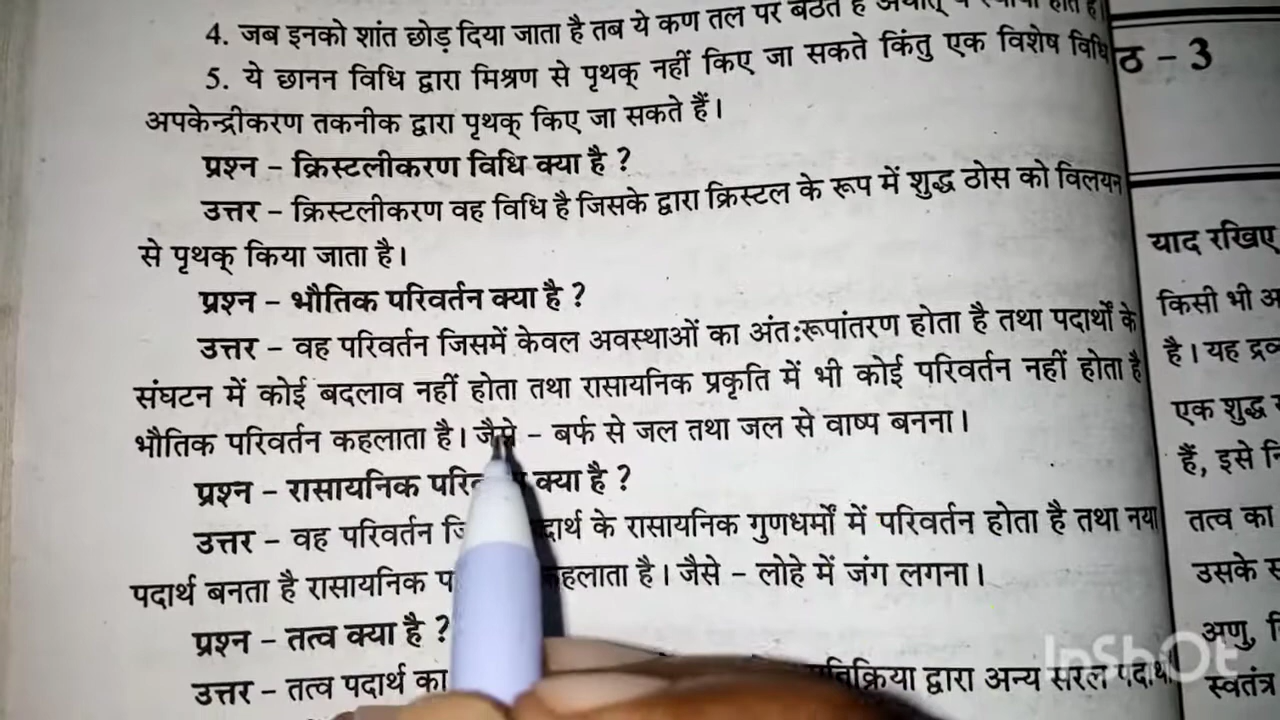 4. जब इनको शांत छोड़ दिया जाता है तब ये कण तल पर बैठते हैं अर्थात् ये स्थायी होते हैं।
5. ये छानन विधि द्वारा मिश्रण से पृथक् नहीं किए जा सकते किंतु एक विशेष विधि
अपकेन्द्रीकरण तकनीक द्वारा पृथक् किए जा सकते हैं।
प्रश्न – क्रिस्टलीकरण विधि क्या है ?
उत्तर – क्रिस्टलीकरण वह विधि है जिसके द्वारा क्रिस्टल के रूप में शुद्ध ठोस को विलयन
से पृथक् किया जाता है।
प्रश्न – भौतिक परिवर्तन क्या है ?
उत्तर – वह परिवर्तन जिसमें केवल अवस्थाओं का अंत:रूपांतरण होता है तथा पदार्थों के
संघटन में कोई बदलाव नहीं होता तथा रासायनिक प्रकृति में भी कोई परिवर्तन नहीं होता है
भौतिक परिवर्तन कहलाता है। जैसे – बर्फ से जल तथा जल से वाष्प बनना।
प्रश्न – रासायनिक क्या है ?
उत्तर – वह परिवर्तन के रासायनिक गुणधर्मों में परिवर्तन होता है तथा नया
पदार्थ बनता है रासायनिक है। जैसे – लोहे में जंग लगना।
प्रश्न – तत्व क्या है ?
उत्तर – तत्व पदार्थ का द्वारा अन्य सरल
ठ – 3
याद रखिए
किसी भी
है। यह
एक शुद्ध
हैं, इसे
तत्व का
उसके
अणु,
स्वतंत्र
InShOt